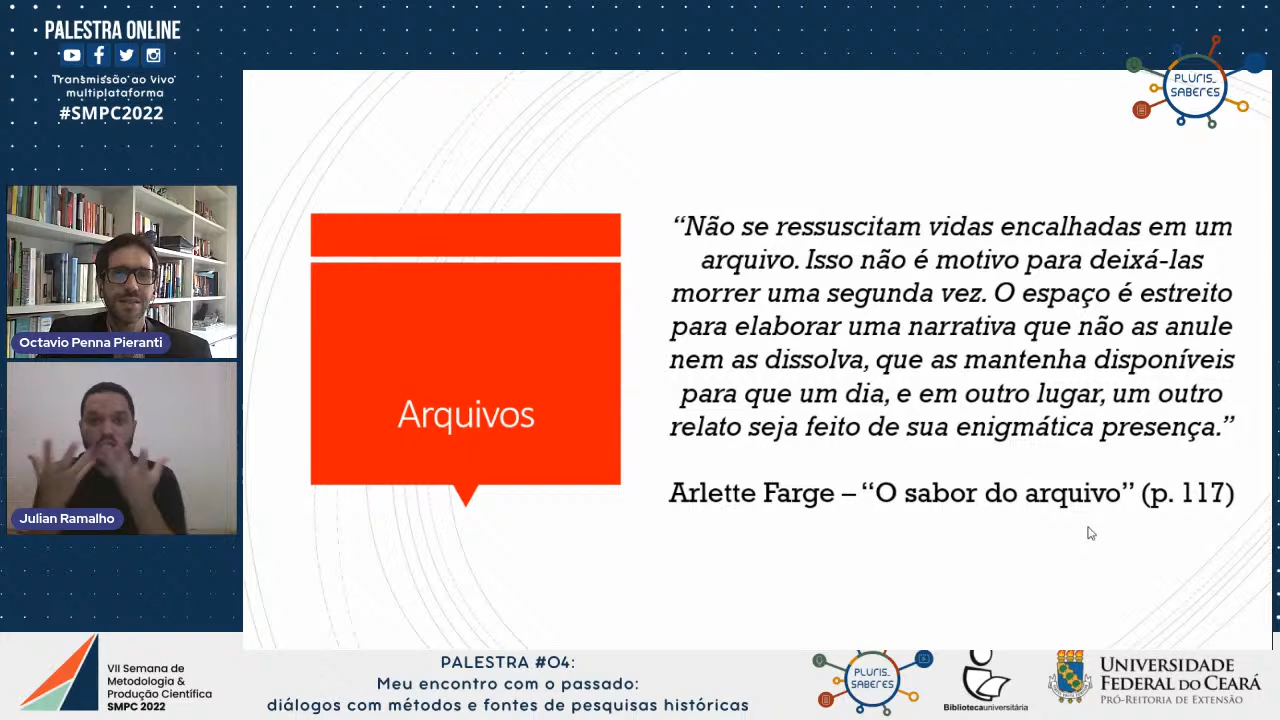 PALESTRA ONLINE
Transmissão ao vivo
multiplataforma
#SMPC2022
PLURIS_
SABERES
Octavio Penna Pieranti
Julian Ramalho
Arquivos
“Não se ressuscitam vidas encalhadas em um
arquivo. Isso não é motivo para deixá-las
morrer uma segunda vez. O espaço é estreito
para elaborar uma narrativa que não as anule
nem as dissolva, que as mantenha disponíveis
para que um dia, e em outro lugar, um outro
relato seja feito de sua enigmática presença.”
Arlette Farge – “O sabor do arquivo” (p. 117)
VII Semana de
Metodologia &
Produção Científica
SMPC 2022
PALESTRA #04:
Meu encontro com o passado:
diálogos com métodos e fontes de pesquisas históricas
PLURIS_
SABERES
Bibliotecauniversitária
UNIVERSIDADE
FEDERAL DO CEARÁ
PRÓ-REITORIA DE EXTENSÃO